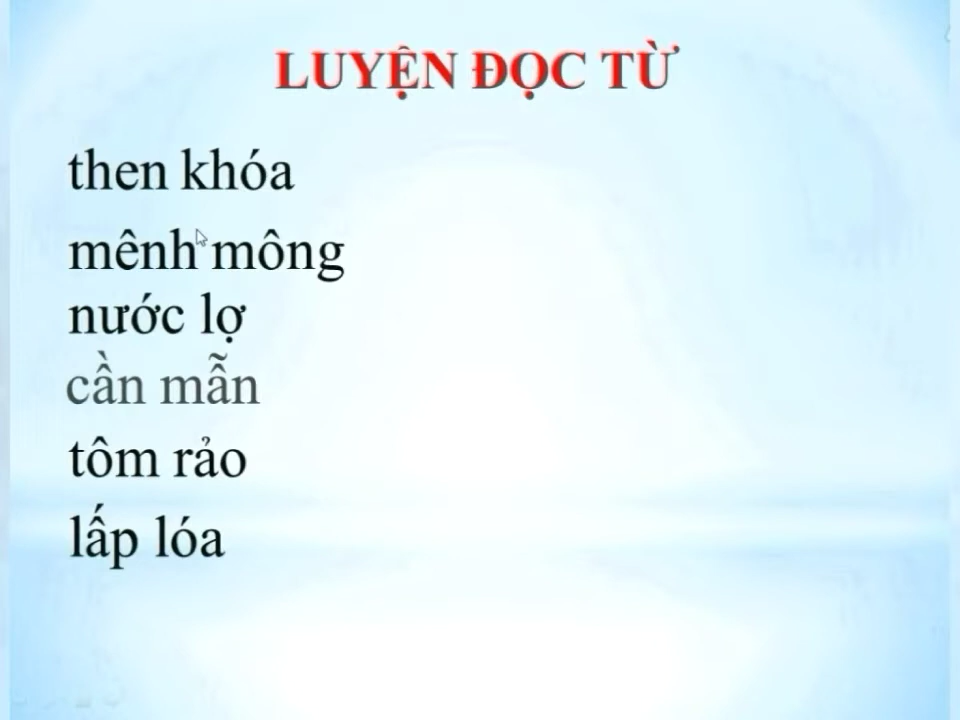 LUYỆN ĐỌC TỪ
then khóa
mênh mông
nước lợ
cần mẫn
tôm rảo
lấp lóa